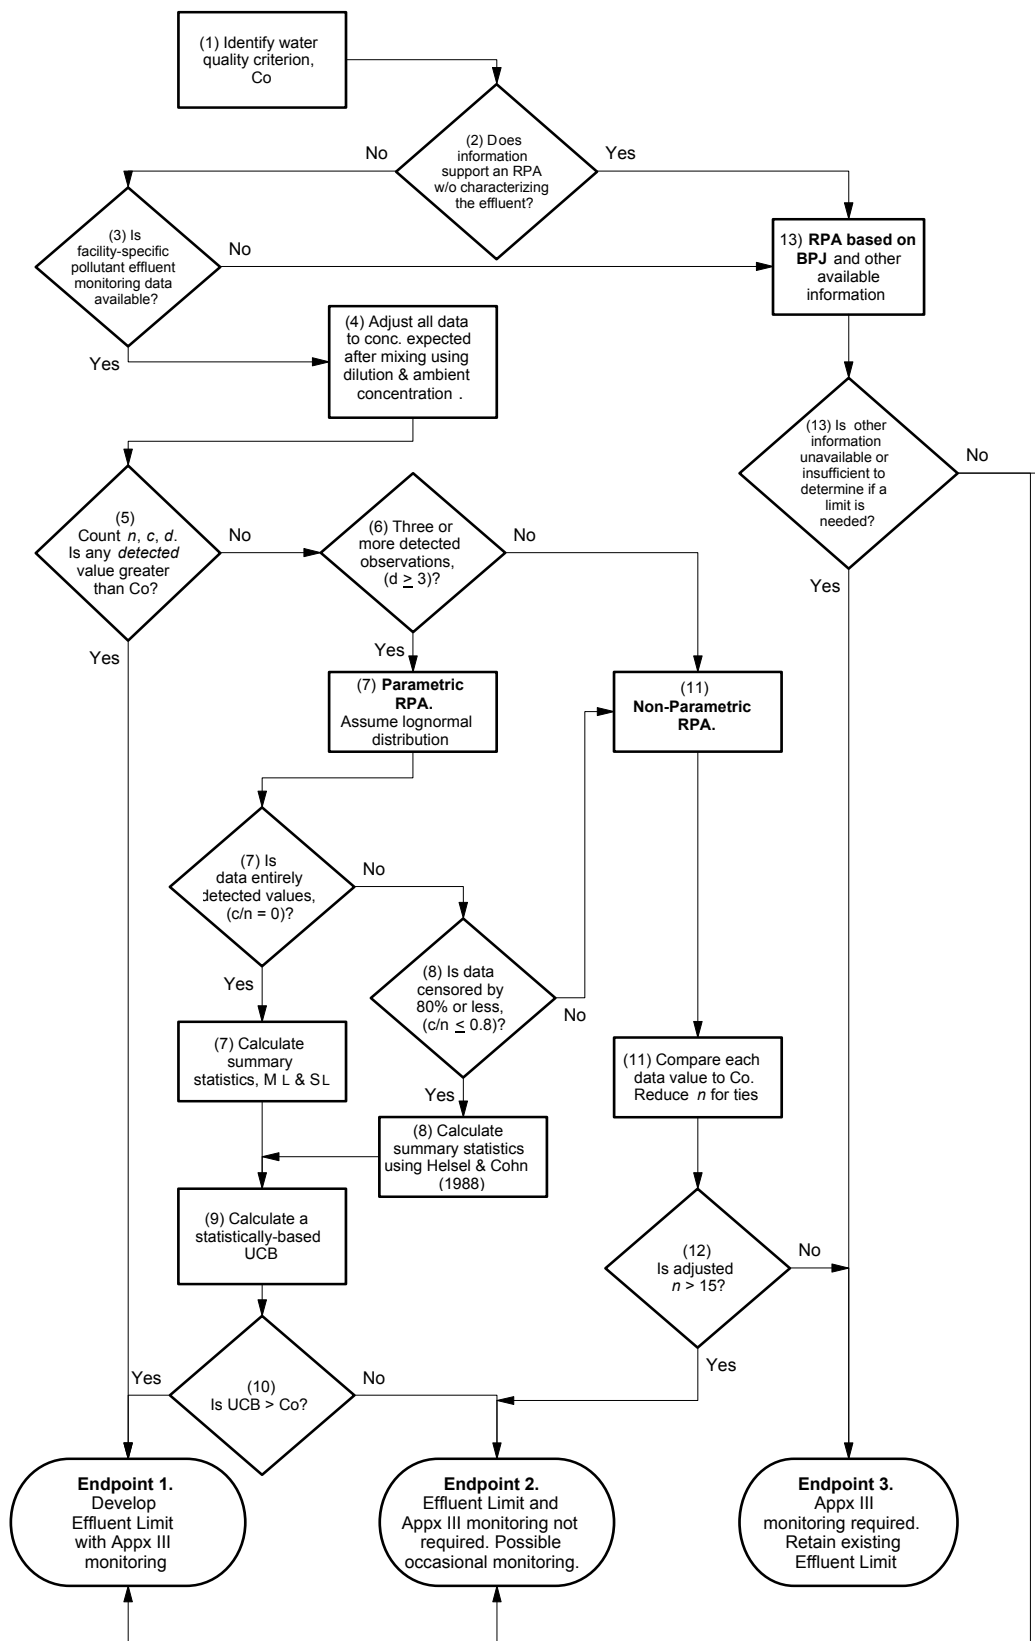 (1) Identify water
quality criterion,
Co
(2) Does
information
support an RPA
w/o characterizing
the effluent?
No
Yes
(3) Is
facility-specific
pollutant effluent
monitoring data
available?
No
Yes
13) RPA based on
BPJ and other
available
information
(4) Adjust all data
to conc. expected
after mixing using
dilution & ambient
concentration .
(13) Is other
information
unavailable or
insufficient to
determine if a
limit is
needed?
No
Yes
(5)
Count n, c, d.
Is any detected
value greater
than Co?
No
Yes
(6) Three or
more detected
observations,
(d ≥ 3)?
No
Yes
(7) Parametric
RPA.
Assume lognormal
distribution
(11)
Non-Parametric
RPA.
(7) Is
data entirely
detected values,
(c/n = 0)?
No
Yes
(8) Is data
censored by
80% or less,
(c/n ≤ 0.8)?
No
Yes
(7) Calculate
summary
statistics, M L & SL
(11) Compare each
data value to Co.
Reduce n for ties
(8) Calculate
summary statistics
using Helsel & Cohn
(1988)
(9) Calculate a
statistically-based
UCB
(12)
Is adjusted
n > 15?
No
Yes
(10)
Is UCB > Co?
Yes
No
Endpoint 1.
Develop
Effluent Limit
with Appx III
monitoring
Endpoint 2.
Effluent Limit and
Appx III monitoring not
required. Possible
occasional monitoring.
Endpoint 3.
Appx III
monitoring required.
Retain existing
Effluent Limit